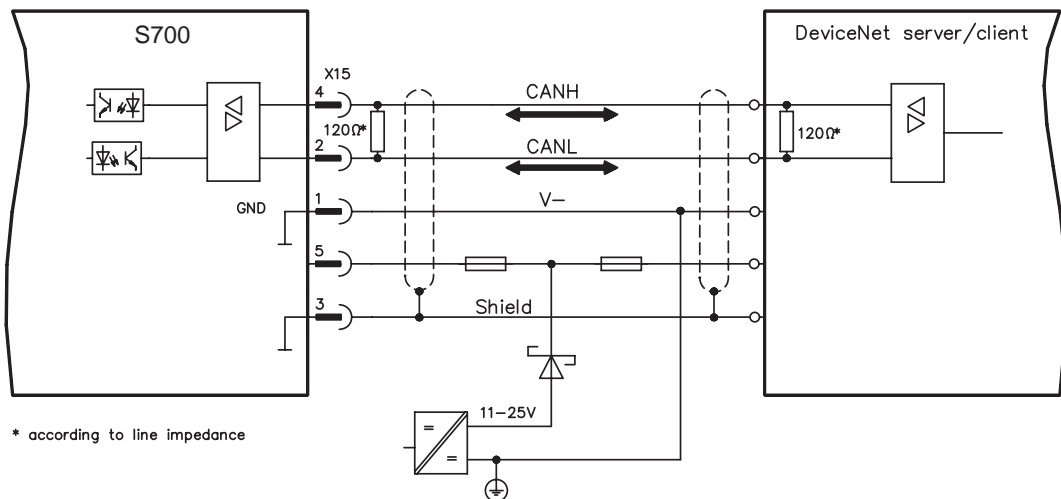 S700
DeviceNet server/client
X15
4
CANH
120Ω*
120Ω*
2
CANL
GND
1
V–
5
3
Shield
11–25V
=
=
* according to line impedance